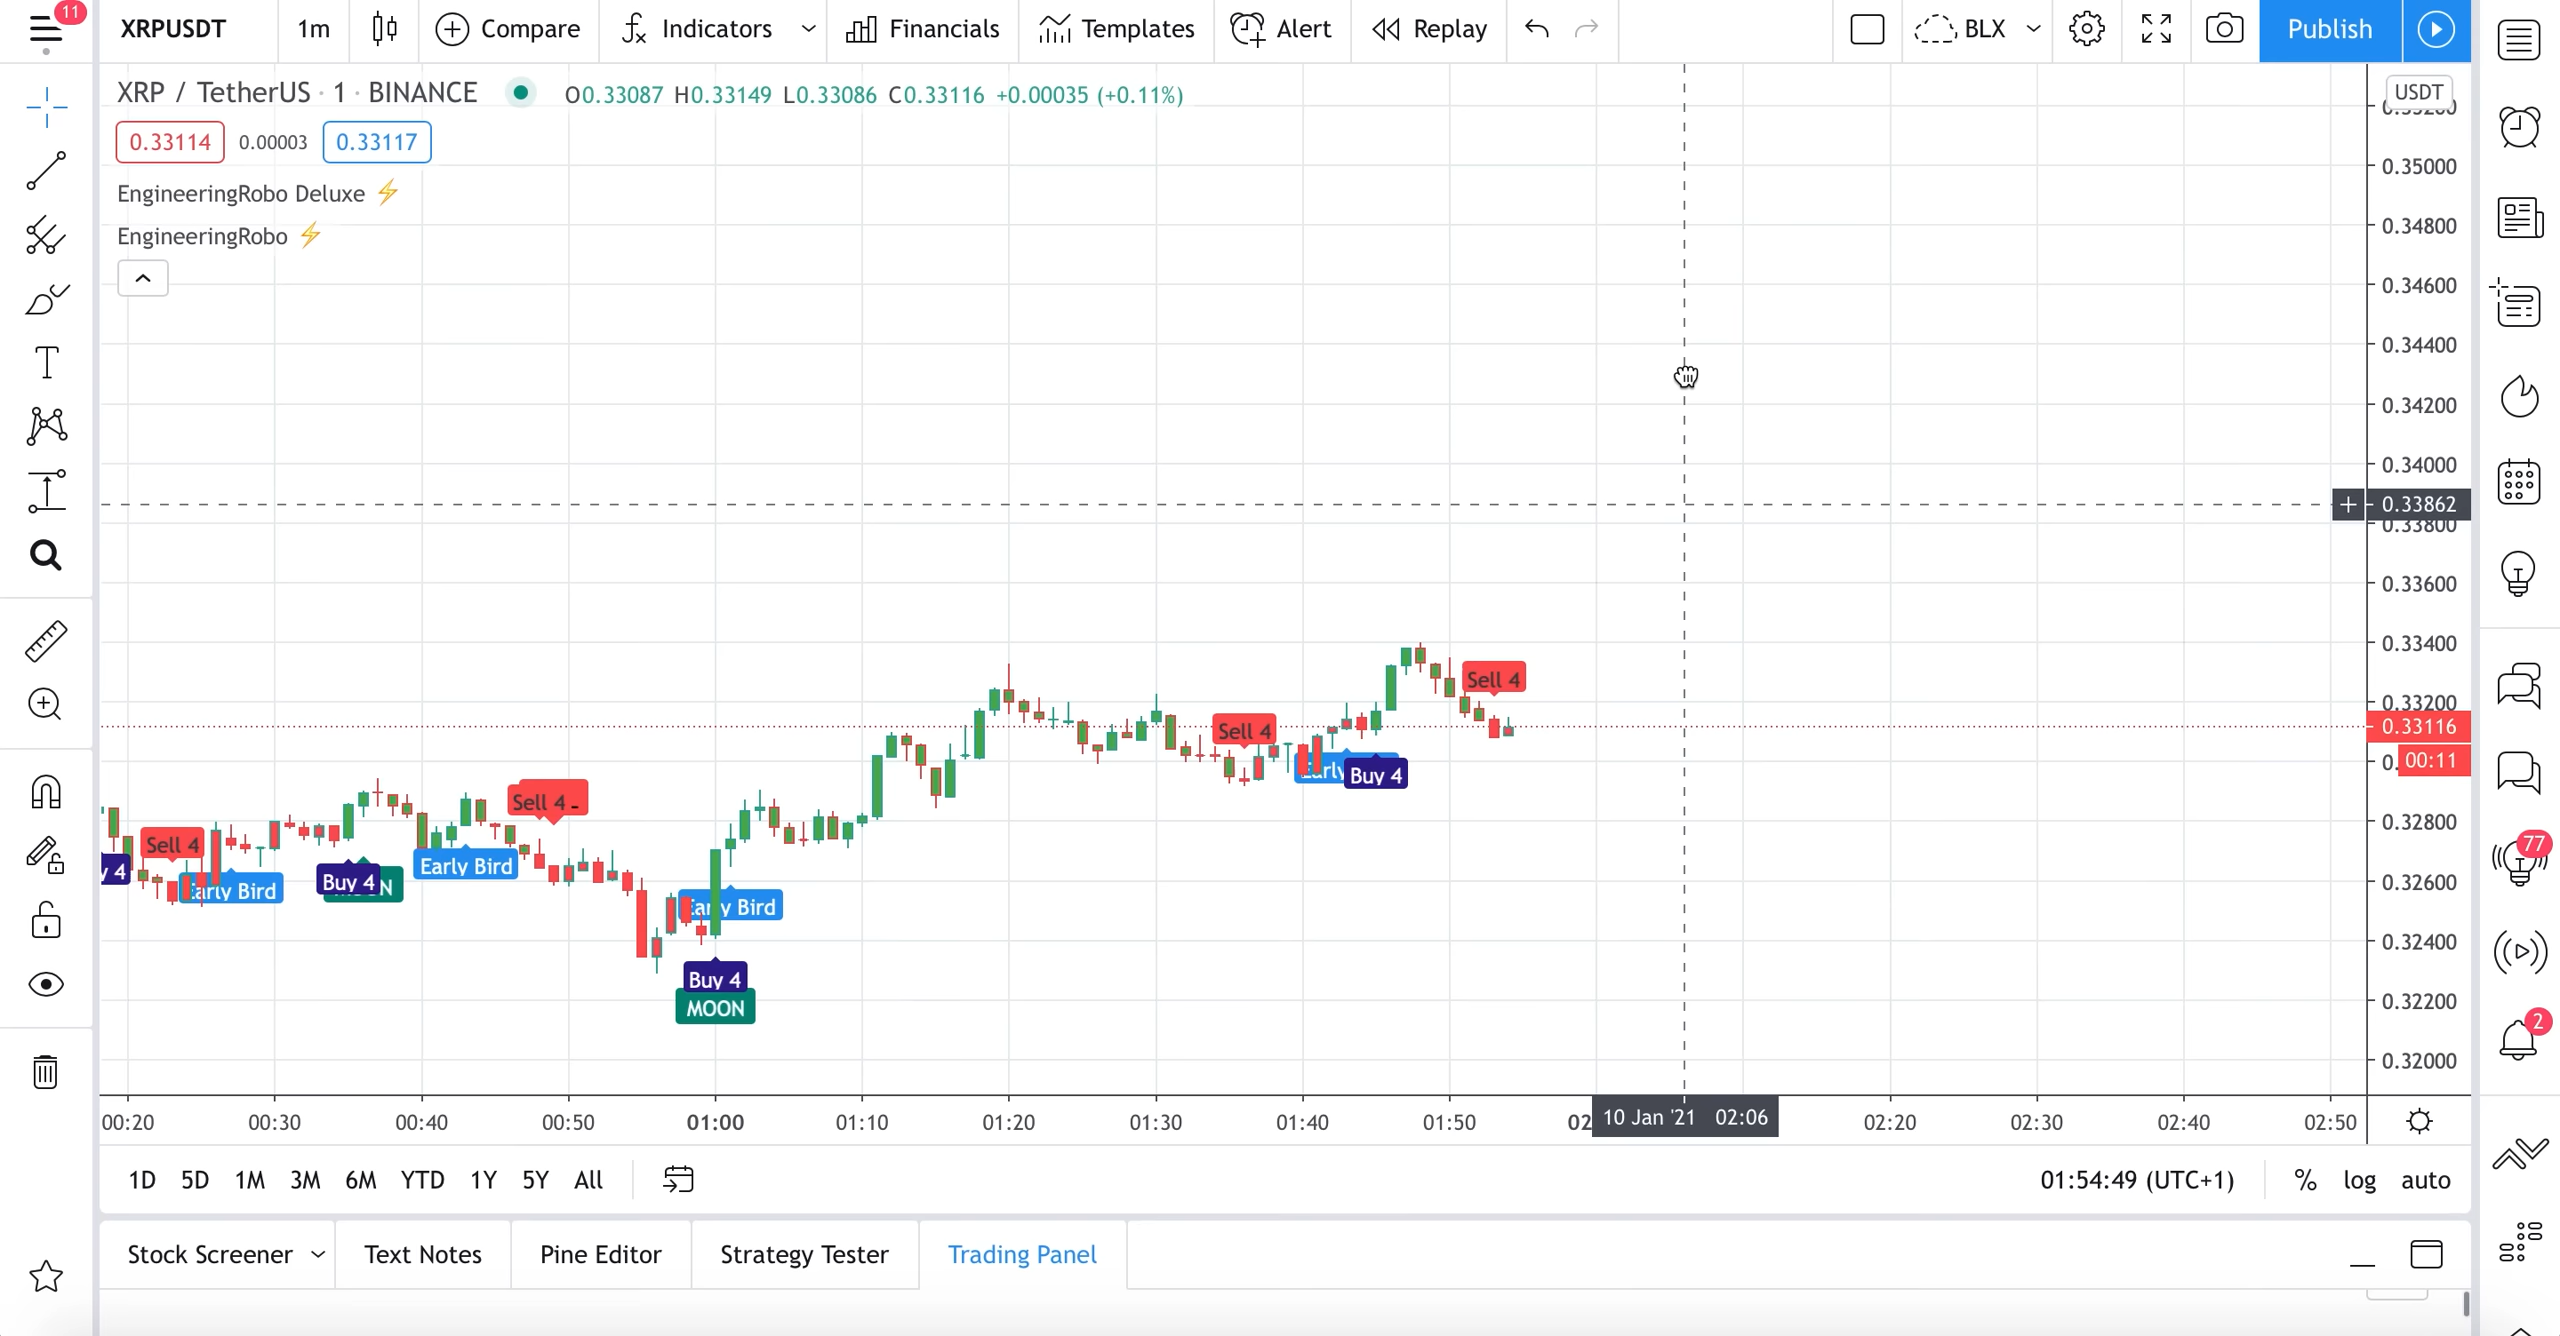 11
XRPUSDT 1m Compare Indicators Financials Templates Alert Replay BLX Publish
XRP / TetherUS · 1 · BINANCE O0.33087 H0.33149 L0.33086 C0.33116 +0.00035 (+0.11%)
USDT
0.33114 0.00003 0.33117
EngineeringRobo Deluxe
EngineeringRobo
0.35000
0.34800
0.34600
0.34400
0.34200
0.34000
0.33862
0.33800
0.33600
0.33400
0.33200
0.33116
00:11
0.32800
0.32600
0.32400
0.32200
0.32000
Sell 4
Sell 4
Early Buy 4
Sell 4
Sell 4
Early Bird
Buy 4
Early Bird
Early Bird
Buy 4
MOON
77
2
00:20 00:30 00:40 00:50 01:00 01:10 01:20 01:30 01:40 01:50 10 Jan '21 02:06 02:20 02:30 02:40 02:50
1D 5D 1M 3M 6M YTD 1Y 5Y All 01:54:49 (UTC+1) % log auto
Stock Screener Text Notes Pine Editor Strategy Tester Trading Panel